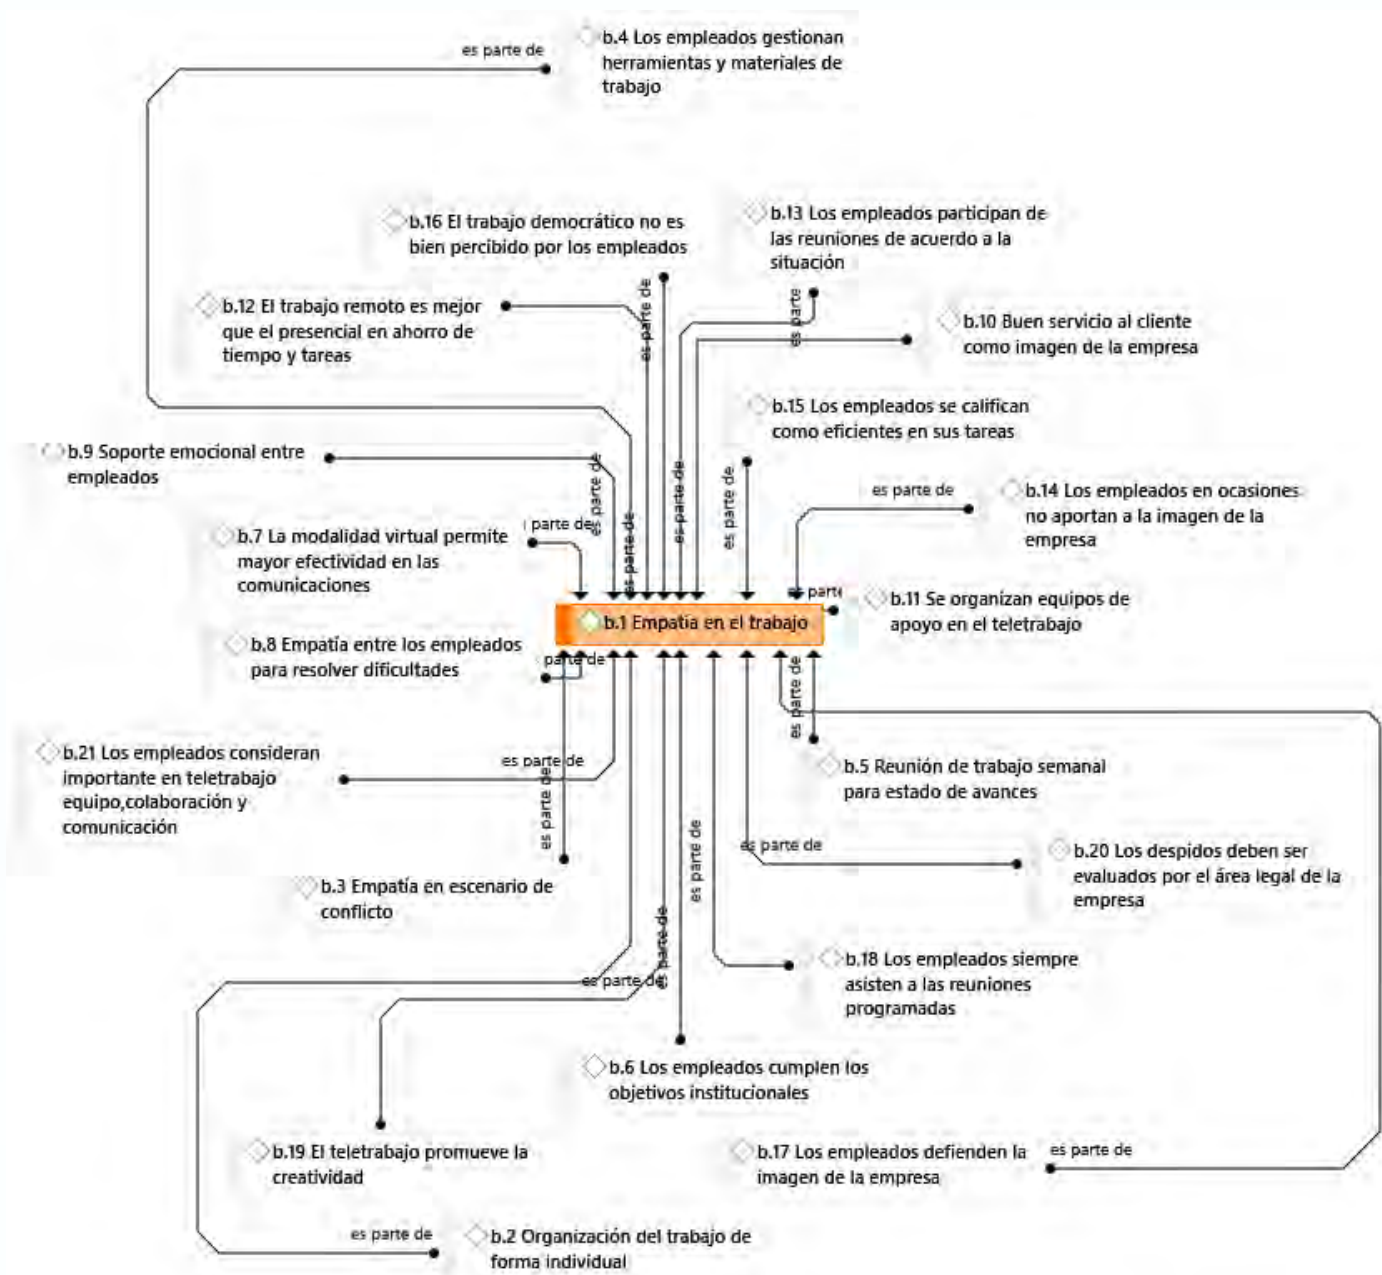 es parte de
b.4 Los empleados gestionan
herramientas y materiales de
trabajo
b.16 El trabajo democrático no es
bien percibido por los empleados
b.13 Los empleados participan de
las reuniones de acuerdo a la
situación
b.12 El trabajo remoto es mejor
que el presencial en ahorro de
tiempo y tareas
es parte de
es parte
b.10 Buen servicio al cliente
como imagen de la empresa
b.15 Los empleados se califican
como eficientes en sus tareas
b.9 Soporte emocional entre
empleados
es parte de
es parte de
es parte de
es parte de
es parte de
b.14 Los empleados en ocasiones
no aportan a la imagen de la
empresa
b.7 La modalidad virtual permite
mayor efectividad en las
comunicaciones
parte de
es parte
b.11 Se organizan equipos de
apoyo en el teletrabajo
b.1 Empatía en el trabajo
b.8 Empatía entre los empleados
para resolver dificultades
parte de
es parte de
b.21 Los empleados consideran
importante en teletrabajo
equipo,colaboración y
comunicación
es parte de
es parte de
b.5 Reunión de trabajo semanal
para estado de avances
es parte de
es parte de
b.20 Los despidos deben ser
evaluados por el área legal de la
empresa
b.3 Empatía en escenario de
conflicto
es parte de
es parte de
b.18 Los empleados siempre
asisten a las reuniones
programadas
b.6 Los empleados cumplen los
objetivos institucionales
b.19 El teletrabajo promueve la
creatividad
b.17 Los empleados defienden la
imagen de la empresa
es parte de
es parte de
b.2 Organización del trabajo de
forma individual